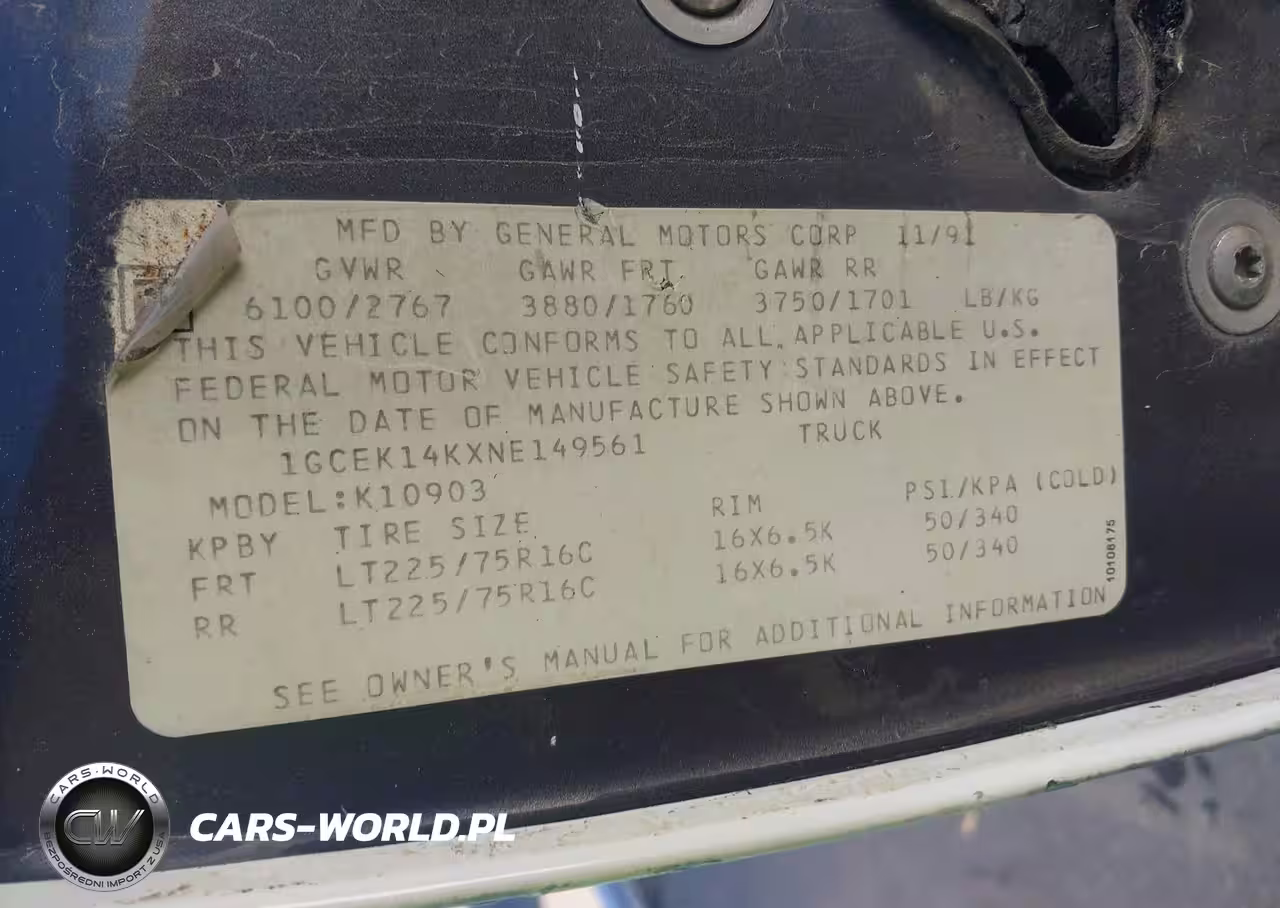 MFD BY GENERAL MOTORS CORP 11/91
GVWR GAWR FRT GAWR RR
6100/2767 3880/1760 3750/1701 LB/KG
THIS VEHICLE CONFORMS TO ALL APPLICABLE U.S.
FEDERAL MOTOR VEHICLE SAFETY STANDARDS IN EFFECT
ON THE DATE OF MANUFACTURE SHOWN ABOVE.
1GCEK14KXNE149561 TRUCK
MODEL:K10903
KPBY TIRE SIZE RIM PSI/KPA (COLD)
FRT LT225/75R16C 16X6.5K 50/340
RR LT225/75R16C 16X6.5K 50/340
SEE OWNER'S MANUAL FOR ADDITIONAL INFORMATION
10108175
CARS-WORLD
CW
BEZPOŚREDNI IMPORT Z USA
CARS-WORLD.PL